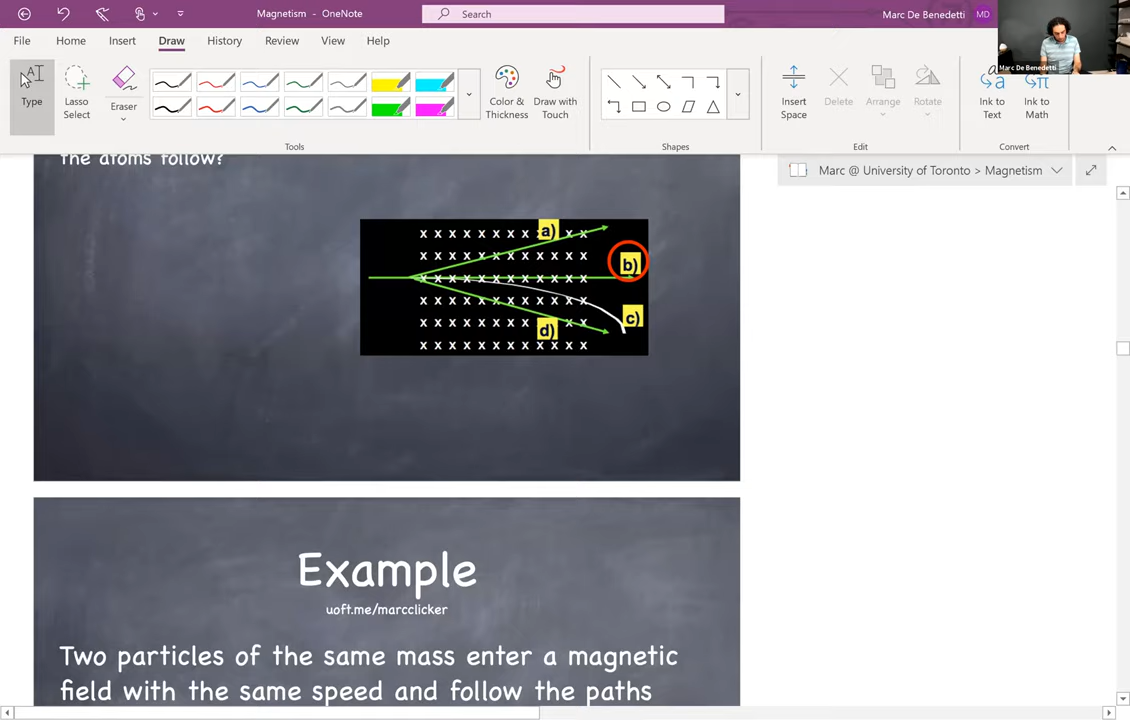 Magnetism - OneNote
Search
Marc De Benedetti
MD
File
Home
Insert
Draw
History
Review
View
Help
Marc De Benedetti
Type
Lasso Select
Eraser
Color & Thickness
Draw with Touch
Insert Space
Delete
Arrange
Rotate
Ink to Text
Ink to Math
Tools
Shapes
Edit
Convert
the atoms follow?
Marc @ University of Toronto > Magnetism
x x x x x x x x a) x x
x x x x x x x x x x x x
b)
x x x x x x x x x x x x
x x x x x x x x x x x x
c)
x x x x x x x x d) x x
x x x x x x x x x x x x
Example
uoft.me/marcclicker
Two particles of the same mass enter a magnetic
field with the same speed and follow the paths